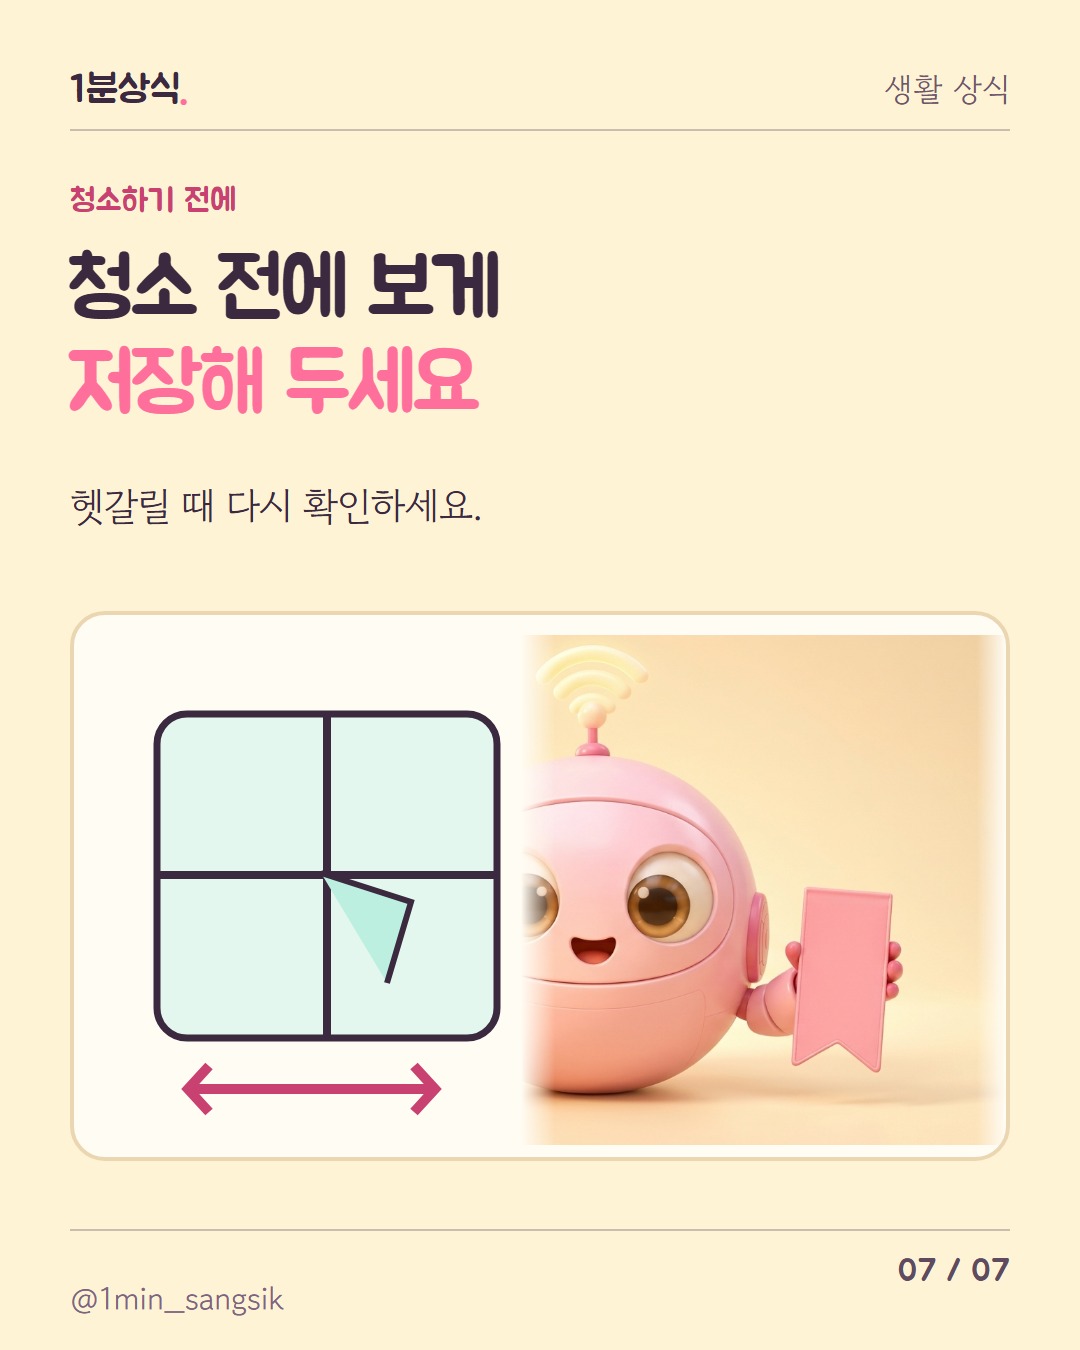 1분상식.
생활 상식
청소하기 전에
청소 전에 보게
저장해 두세요
헷갈릴 때 다시 확인하세요.
07 / 07
@1min_sangsik